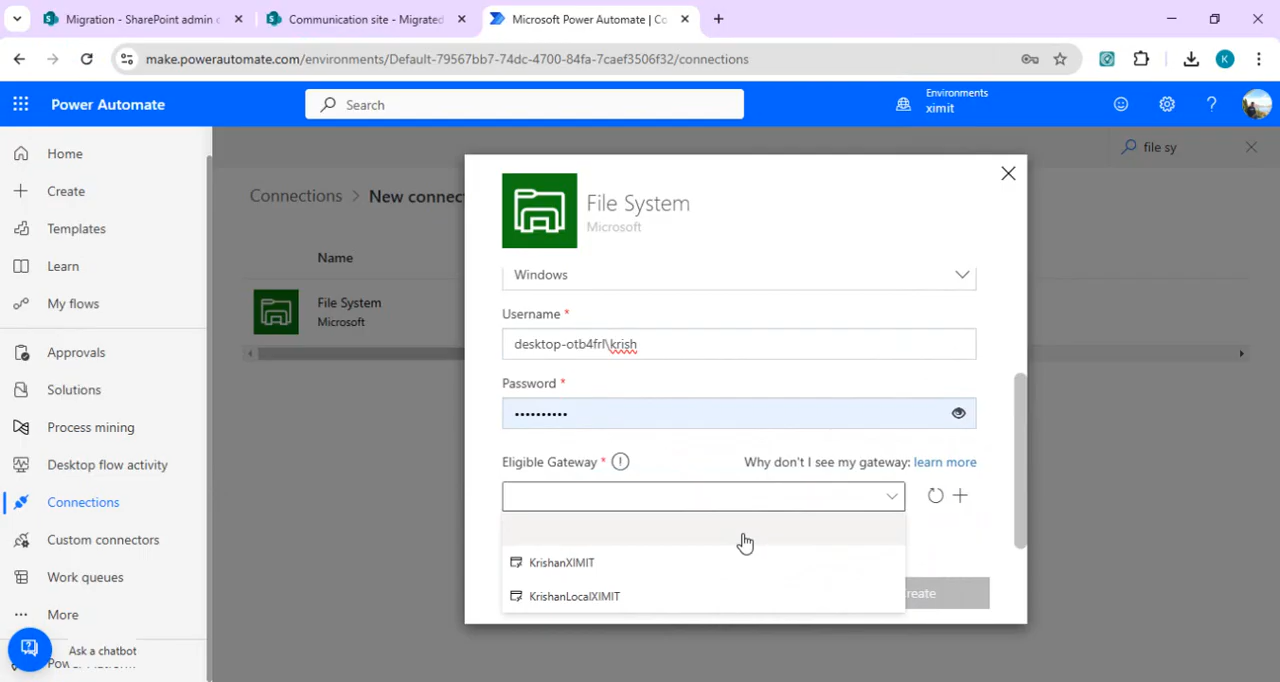 Migration - SharePoint admin c
Communication site - Migrated
Microsoft Power Automate | Co
make.powerautomate.com/environments/Default-79567bb7-74dc-4700-84fa-7caef3506f32/connections
K
Power Automate
Search
Environments
ximit
Home
Create
Templates
Learn
My flows
Approvals
Solutions
Process mining
Desktop flow activity
Connections
Custom connectors
Work queues
More
Ask a chatbot
file sy
Connections > New connect
Name
File System
Microsoft
File System
Microsoft
Windows
Username *
desktop-otb4frl\krish
Password *
••••••••••
Eligible Gateway *
Why don't I see my gateway: learn more
KrishanXIMIT
KrishanLocalXIMIT
reate